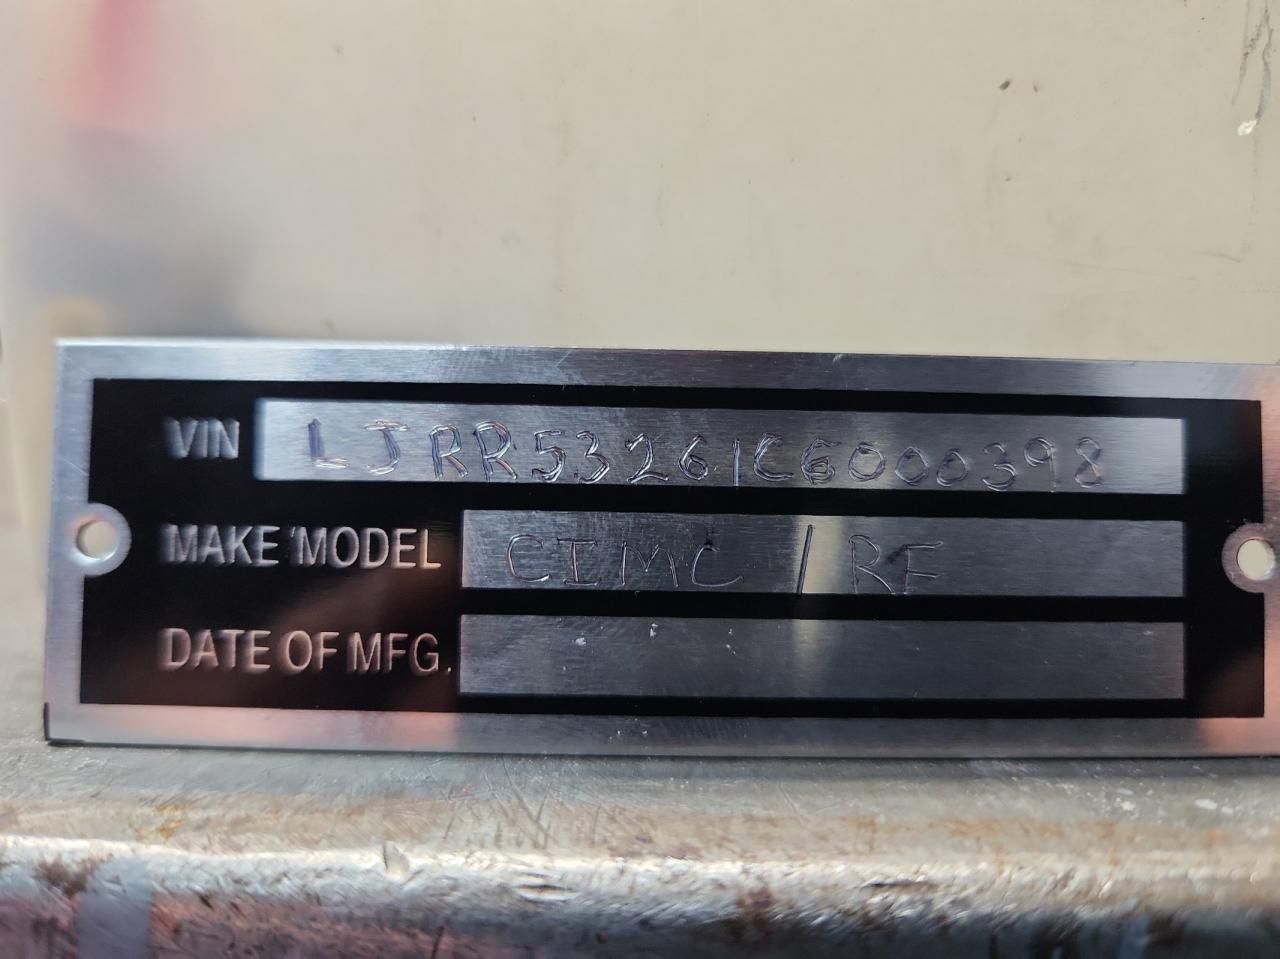 VIN LJRR53261C6000398
MAKE MODEL CIMC / RF
DATE OF MFG.